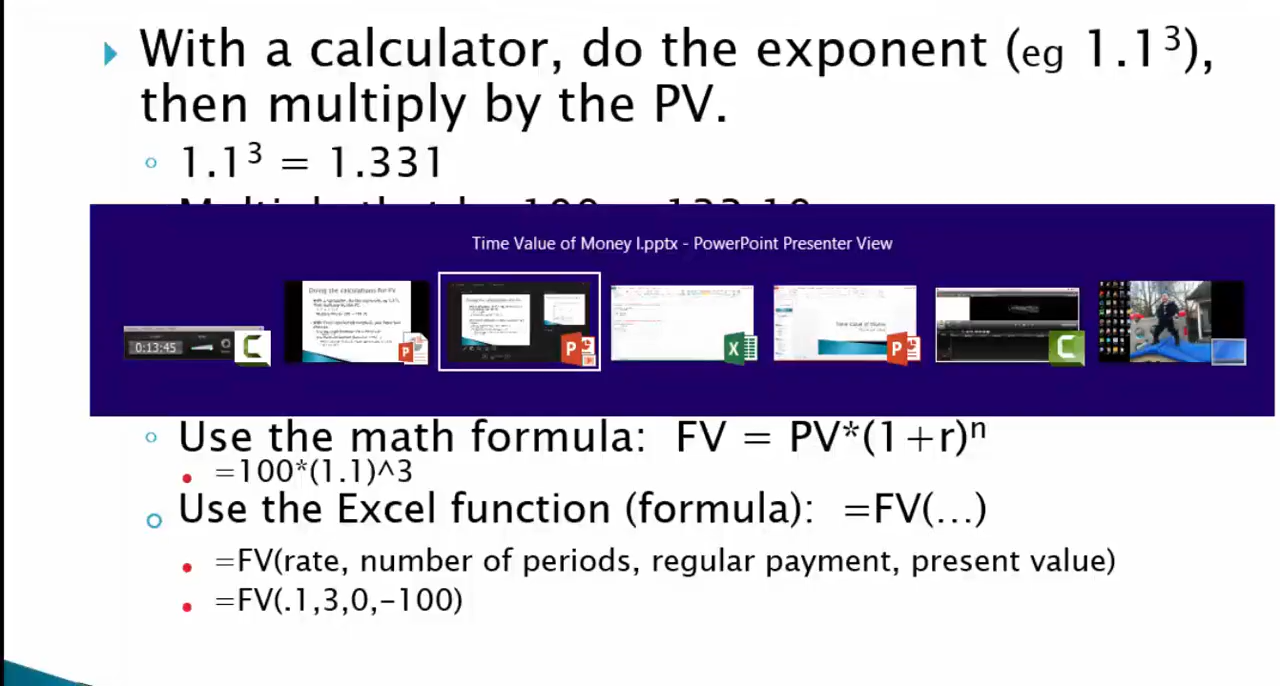 With a calculator, do the exponent (eg 1.1³),
then multiply by the PV.
1.1³ = 1.331
Time Value of Money I.pptx - PowerPoint Presenter View
0:13:45
Use the math formula: FV = PV*(1+r)ⁿ
=100*(1.1)^3
Use the Excel function (formula): =FV(...)
=FV(rate, number of periods, regular payment, present value)
=FV(.1,3,0,-100)